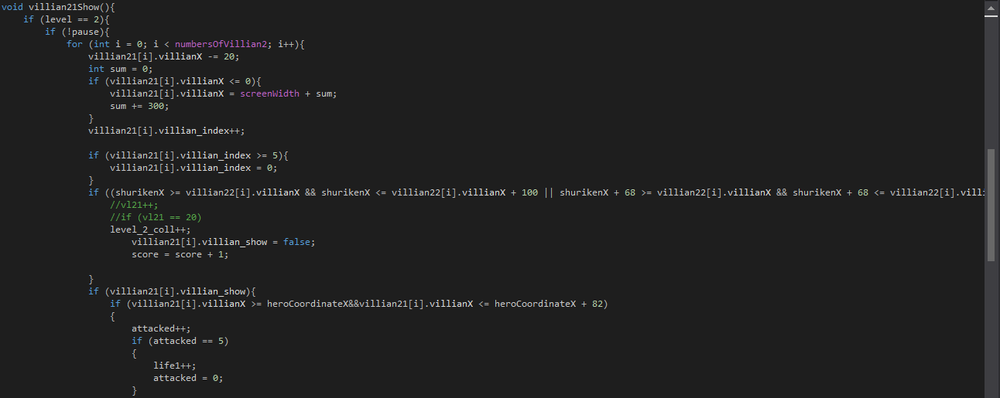 void villian21Show(){
if (level == 2){
if (!pause){
for (int i = 0; i < numbersOfVillian2; i++){
villian21[i].villianX -= 20;
int sum = 0;
if (villian21[i].villianX <= 0){
villian21[i].villianX = screenWidth + sum;
sum += 300;
}
villian21[i].villian_index++;
if (villian21[i].villian_index >= 5){
villian21[i].villian_index = 0;
}
if ((shurikenX >= villian22[i].villianX && shurikenX <= villian22[i].villianX + 100 || shurikenX + 68 >= villian22[i].villianX && shurikenX + 68 <= villian22[i].villi
//vl21++;
//if (vl21 == 20)
level_2_coll++;
villian21[i].villian_show = false;
score = score + 1;
}
if (villian21[i].villian_show){
if (villian21[i].villianX >= heroCoordinateX&&villian21[i].villianX <= heroCoordinateX + 82)
{
attacked++;
if (attacked == 5)
{
life1++;
attacked = 0;
}